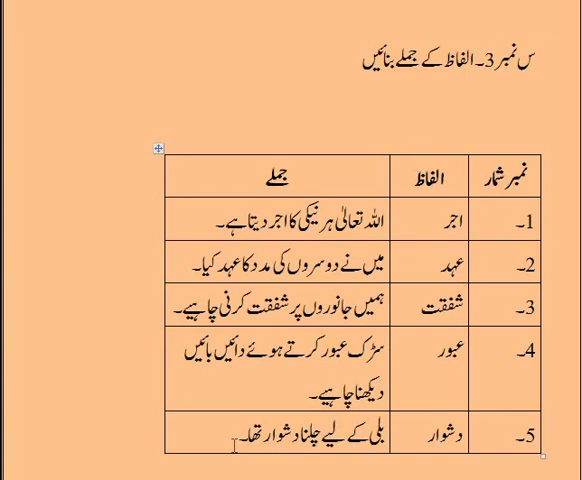 س نمبر 3۔ الفاظ کے جملے بنائیں
نمبر شمار الفاظ جملے
1۔ اجر اللہ تعالیٰ ہر نیکی کا اجر دیتا ہے۔
2۔ عہد میں نے دوسروں کی مدد کا عہد کیا۔
3۔ شفقت ہمیں جانوروں پر شفقت کرنی چاہیے۔
4۔ عبور سڑک عبور کرتے ہوئے دائیں بائیں
دیکھنا چاہیے۔
5۔ دشوار بلی کے لیے چلنا دشوار تھا۔